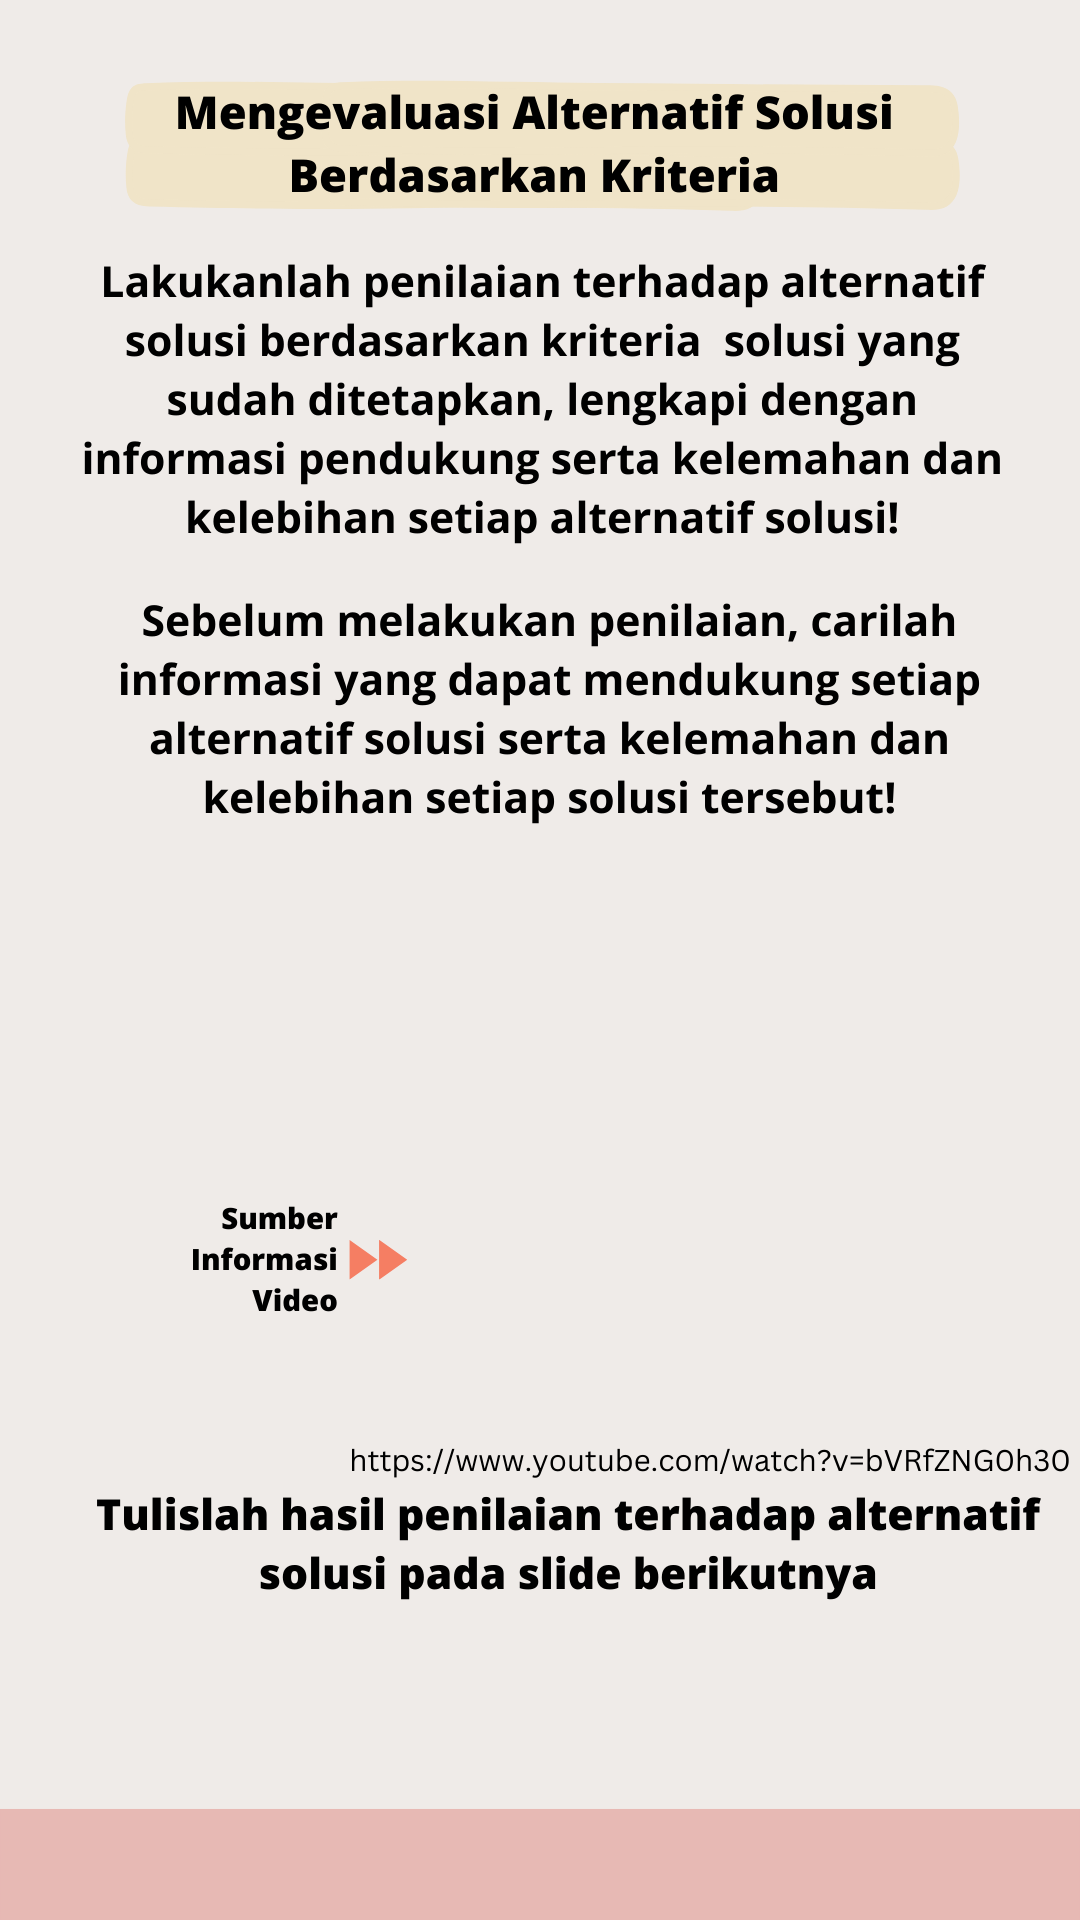 Mengevaluasi Alternatif Solusi
Berdasarkan Kriteria
Lakukanlah penilaian terhadap alternatif
solusi berdasarkan kriteria  solusi yang
sudah ditetapkan, lengkapi dengan
informasi pendukung serta kelemahan dan
kelebihan setiap alternatif solusi!
Sebelum melakukan penilaian, carilah
informasi yang dapat mendukung setiap
alternatif solusi serta kelemahan dan
kelebihan setiap solusi tersebut!
Sumber
Informasi
Video
https://www.youtube.com/watch?v=bVRfZNG0h30
Tulislah hasil penilaian terhadap alternatif
solusi pada slide berikutnya